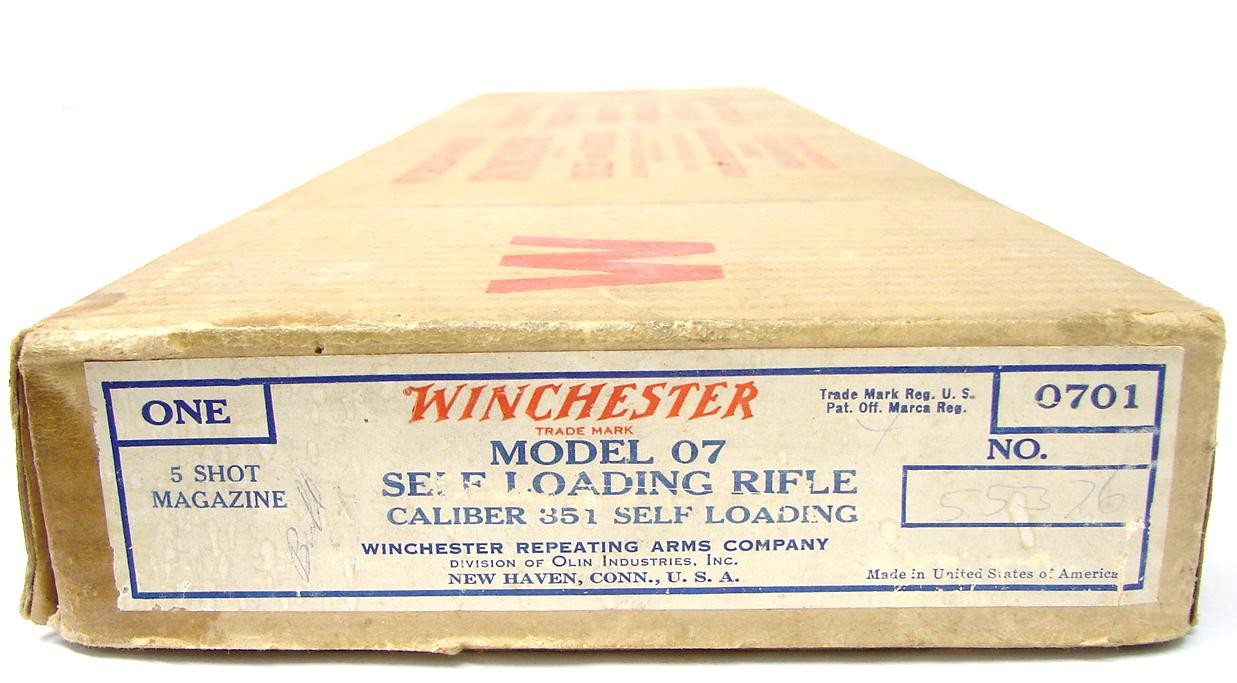 W
ONE
WINCHESTER
TRADE MARK
Trade Mark Reg. U. S.
Pat. Off. Marca Reg.
0701
5 SHOT
MAGAZINE
MODEL 07
SELF LOADING RIFLE
CALIBER 351 SELF LOADING
NO.
55376
WINCHESTER REPEATING ARMS COMPANY
DIVISION OF OLIN INDUSTRIES, INC.
NEW HAVEN, CONN., U. S. A.
Made in United States of America